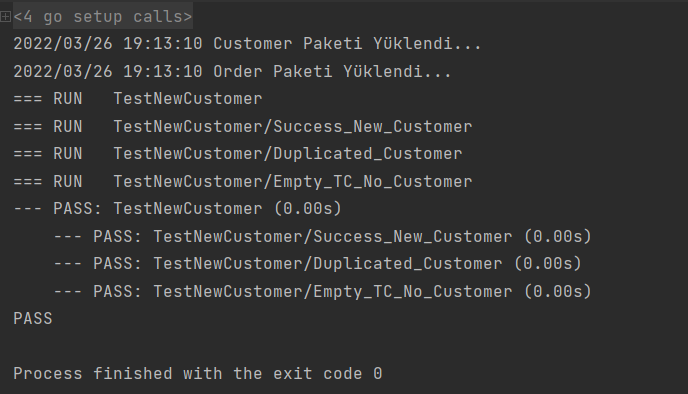 <4 go setup calls>
2022/03/26 19:13:10 Customer Paketi Yüklendi...
2022/03/26 19:13:10 Order Paketi Yüklendi...
=== RUN   TestNewCustomer
=== RUN   TestNewCustomer/Success_New_Customer
=== RUN   TestNewCustomer/Duplicated_Customer
=== RUN   TestNewCustomer/Empty_TC_No_Customer
--- PASS: TestNewCustomer (0.00s)
    --- PASS: TestNewCustomer/Success_New_Customer (0.00s)
    --- PASS: TestNewCustomer/Duplicated_Customer (0.00s)
    --- PASS: TestNewCustomer/Empty_TC_No_Customer (0.00s)
PASS
Process finished with the exit code 0